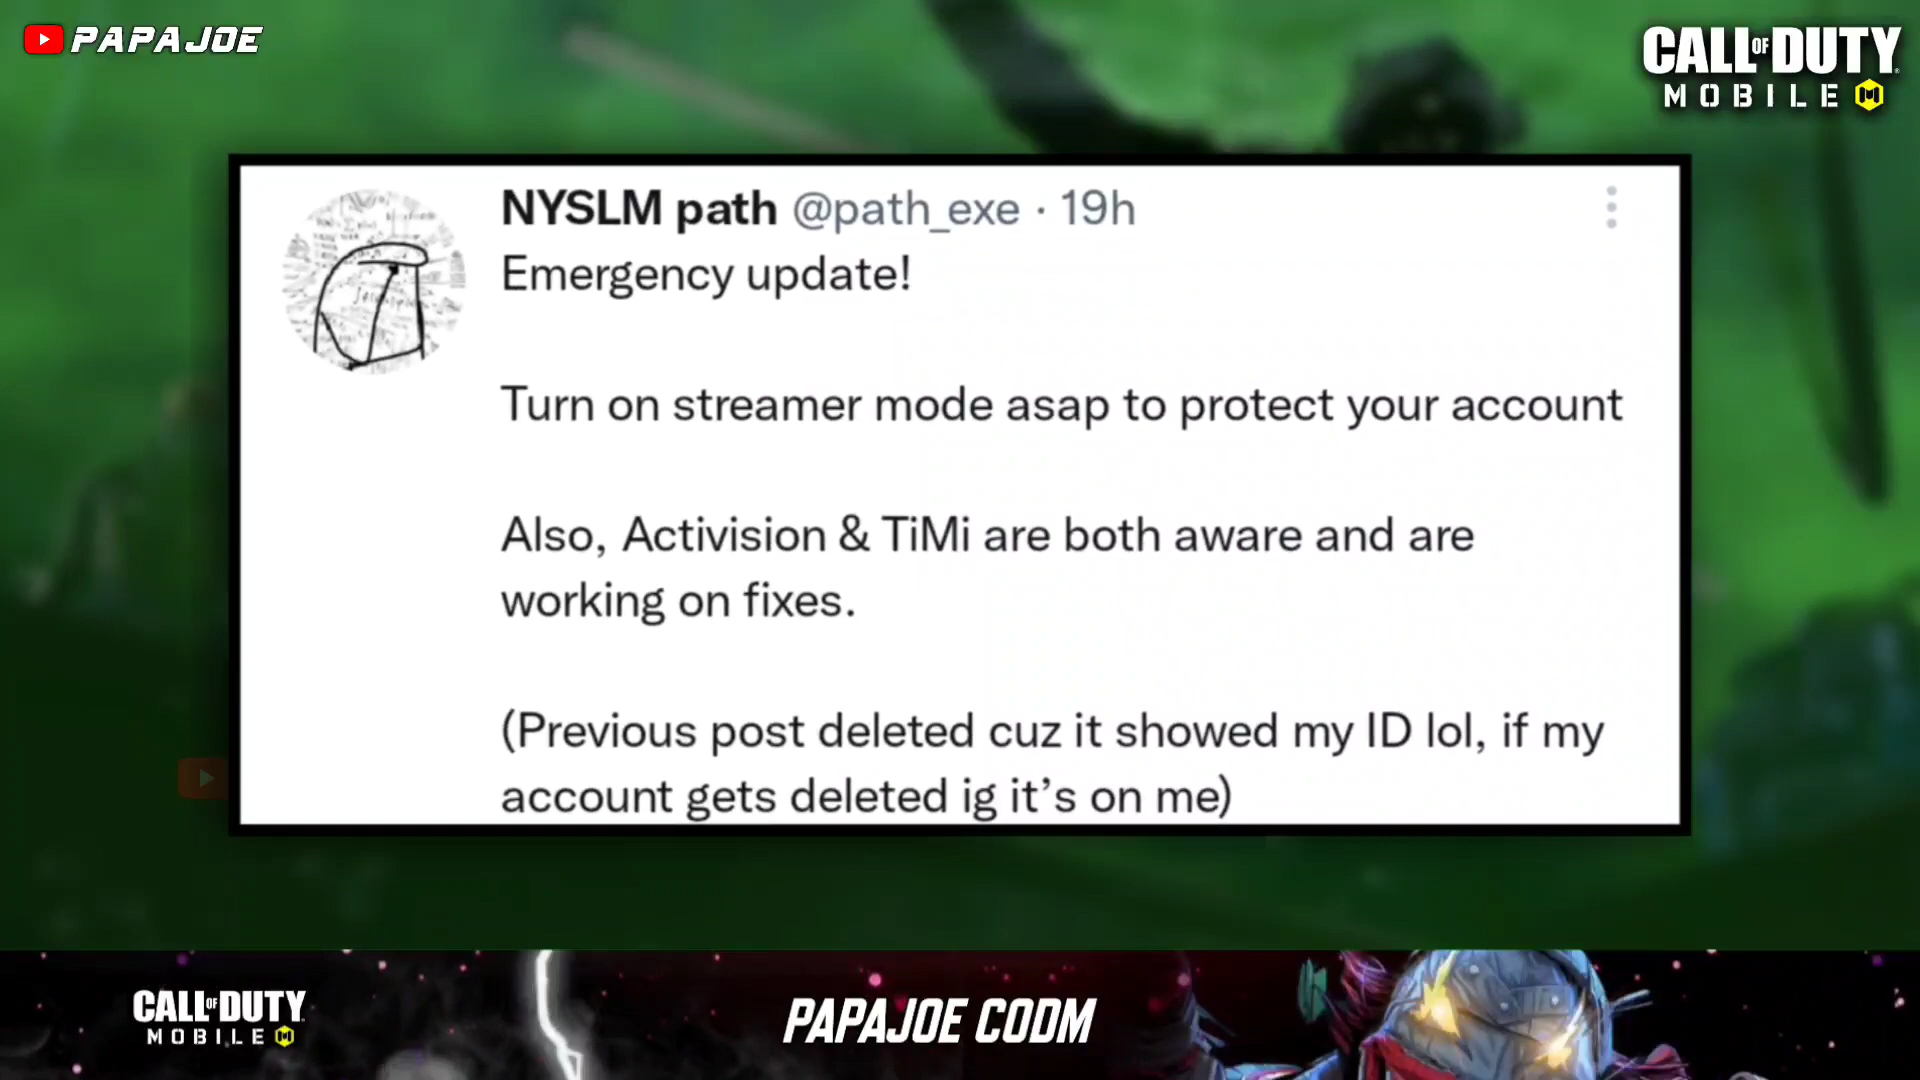 PAPAJOE
CALL OF DUTY
MOBILE
NYSLM path @path_exe · 19h
Emergency update!
Turn on streamer mode asap to protect your account
Also, Activision & TiMi are both aware and are
working on fixes.
(Previous post deleted cuz it showed my ID lol, if my
account gets deleted ig it’s on me)
CALL OF DUTY
MOBILE
PAPAJOE CODM